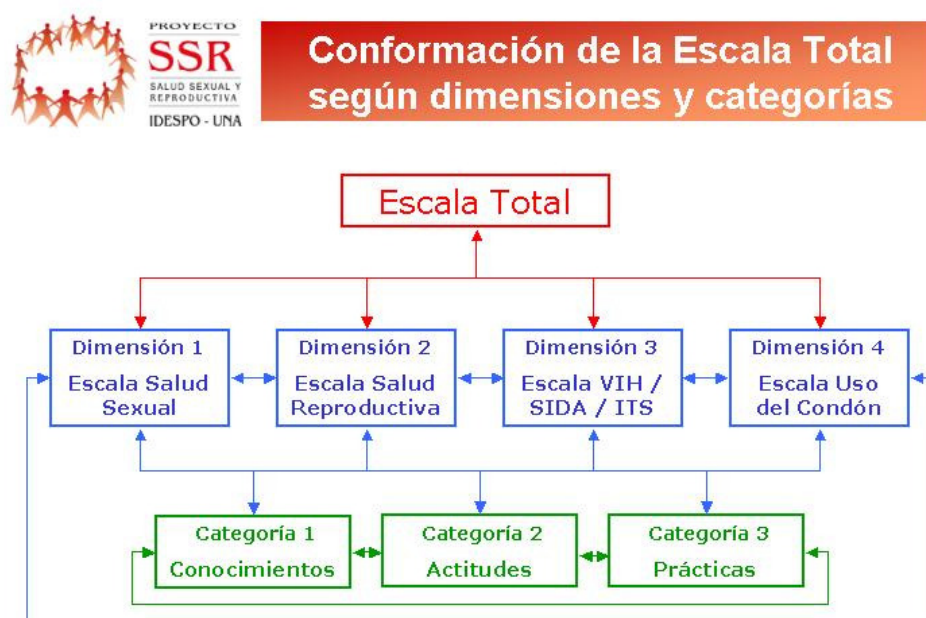 PROYECTO
SSR
SALUD SEXUAL Y
REPRODUCTIVA
IDESPO - UNA
Conformación de la Escala Total
según dimensiones y categorías
Escala Total
Dimensión 1
Escala Salud
Sexual
Dimensión 2
Escala Salud
Reproductiva
Dimensión 3
Escala VIH /
SIDA / ITS
Dimensión 4
Escala Uso
del Condón
Categoría 1
Conocimientos
Categoría 2
Actitudes
Categoría 3
Prácticas